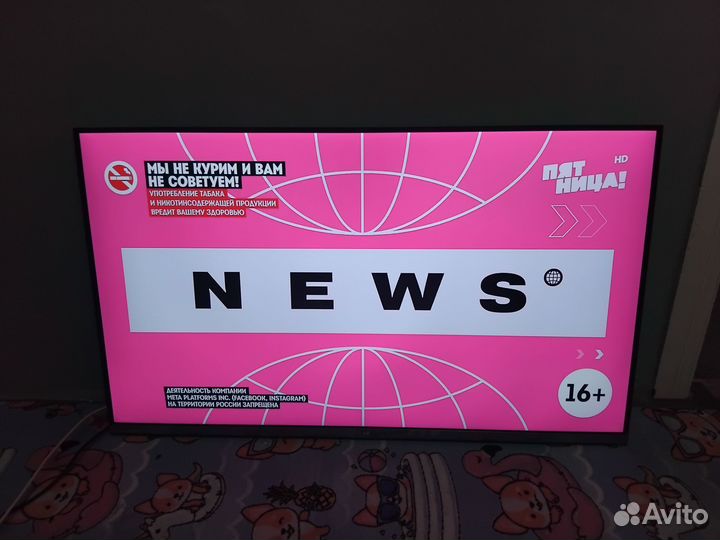 МЫ НЕ КУРИМ И ВАМ
НЕ СОВЕТУЕМ!
УПОТРЕБЛЕНИЕ ТАБАКА
И НИКОТИНСОДЕРЖАЩЕЙ ПРОДУКЦИИ
ВРЕДИТ ВАШЕМУ ЗДОРОВЬЮ
HD
ПЯТ
НИЦА!
NEWS
ДЕЯТЕЛЬНОСТЬ КОМПАНИИ
META PLATFORMS INC. (FACEBOOK, INSTAGRAM)
НА ТЕРРИТОРИИ РОССИИ ЗАПРЕЩЕНА
16+
Avito